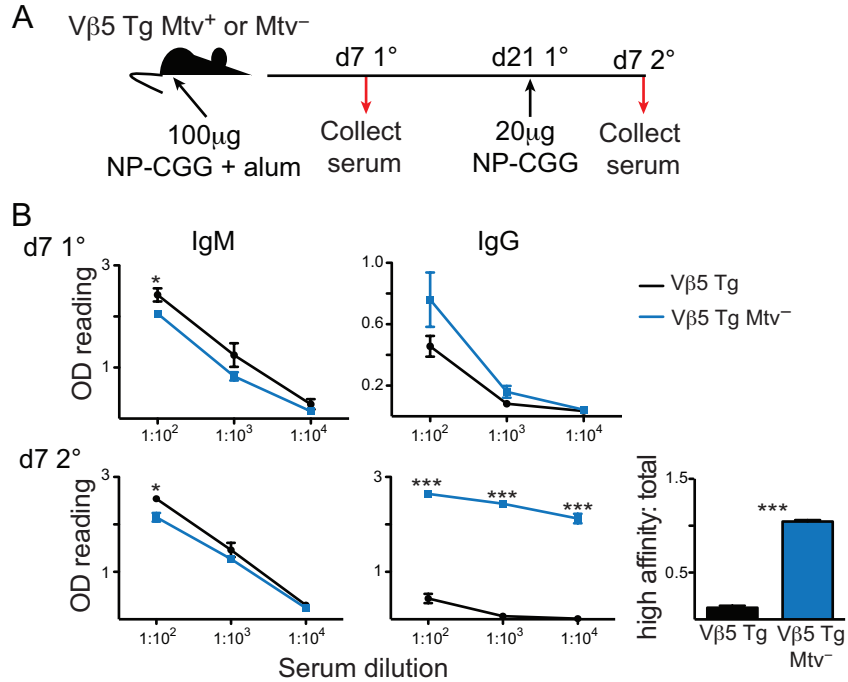 A
Vβ5 Tg Mtv⁺ or Mtv⁻
d7 1°
d21 1°
d7 2°
100µg
NP-CGG + alum
Collect
serum
20µg
NP-CGG
Collect
serum
B
d7 1°
IgM
IgG
OD reading
3
1
*
1:10²
1:10³
1:10⁴
1.0
0.6
0.2
1:10²
1:10³
1:10⁴
Vβ5 Tg
Vβ5 Tg Mtv⁻
d7 2°
OD reading
3
1
*
1:10²
1:10³
1:10⁴
3
1
***
***
***
1:10²
1:10³
1:10⁴
Serum dilution
high affinity: total
1.5
0.5
***
Vβ5 Tg
Vβ5 Tg
Mtv⁻